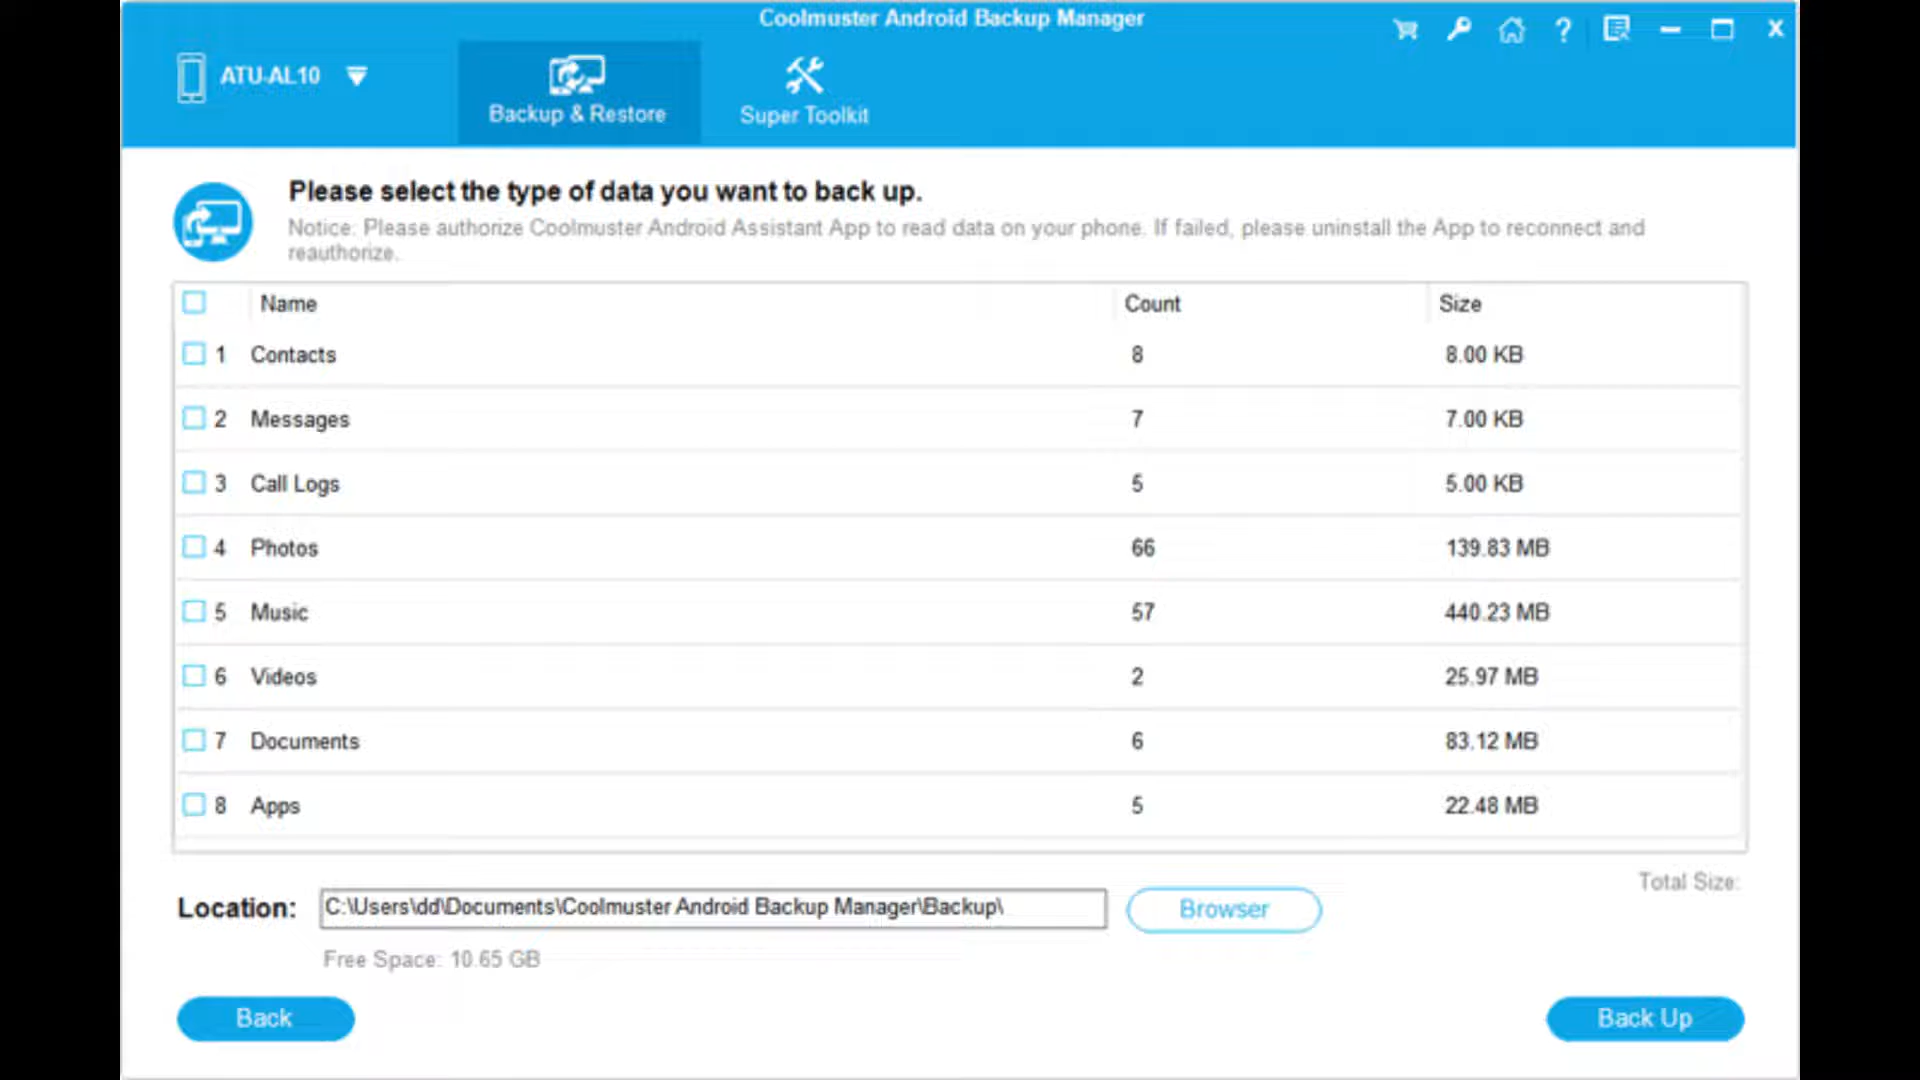 Coolmuster Android Backup Manager
ATU-AL10
Backup & Restore
Super Toolkit
Please select the type of data you want to back up.
Notice: Please authorize Coolmuster Android Assistant App to read data on your phone. If failed, please uninstall the App to reconnect and
reauthorize.
Name Count Size
1 Contacts 8 8.00 KB
2 Messages 7 7.00 KB
3 Call Logs 5 5.00 KB
4 Photos 66 139.83 MB
5 Music 57 440.23 MB
6 Videos 2 25.97 MB
7 Documents 6 83.12 MB
8 Apps 5 22.48 MB
Total Size:
Location: C:\Users\dd\Documents\Coolmuster Android Backup Manager\Backup\ Browser
Free Space: 10.65 GB
Back Back Up